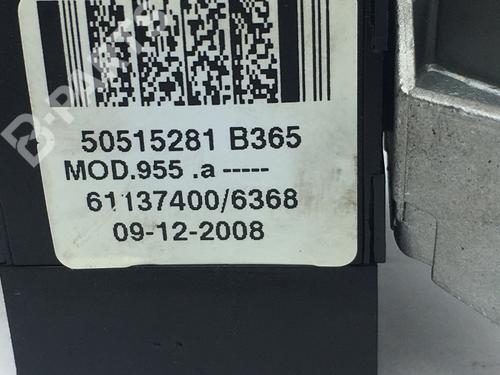 50515281 B365
MOD.955 .a -----
61137400/6368
09-12-2008